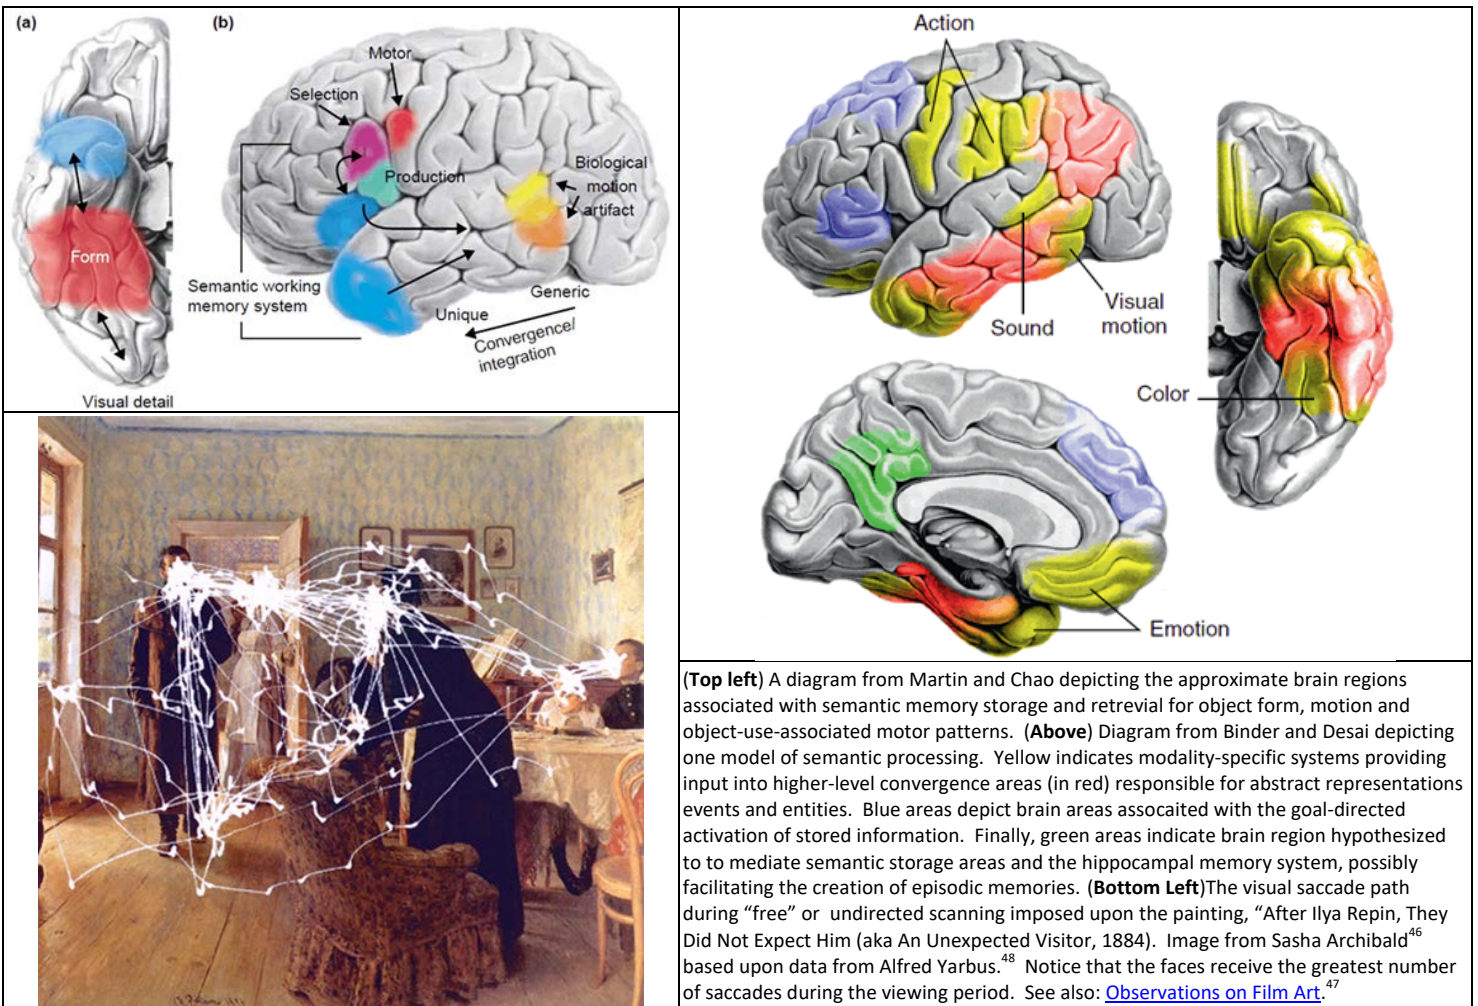 (a)
(b)
Motor
Selection
Biological
motion
artifact
Production
Form
Semantic working
memory system
Generic
Unique
Convergence/
integration
Visual detail
Action
Sound
Visual
motion
Color
Emotion
(Top left) A diagram from Martin and Chao depicting the approximate brain regions
associated with semantic memory storage and retrevial for object form, motion and
object-use-associated motor patterns.  (Above) Diagram from Binder and Desai depicting
one model of semantic processing.  Yellow indicates modality-specific systems providing
input into higher-level convergence areas (in red) responsible for abstract representations
events and entities.  Blue areas depict brain areas assocaited with the goal-directed
activation of stored information.  Finally, green areas indicate brain region hypothesized
to to mediate semantic storage areas and the hippocampal memory system, possibly
facilitating the creation of episodic memories. (Bottom Left)The visual saccade path
during “free” or  undirected scanning imposed upon the painting, “After Ilya Repin, They
Did Not Expect Him (aka An Unexpected Visitor, 1884).  Image from Sasha Archibald46
based upon data from Alfred Yarbus.48  Notice that the faces receive the greatest number
of saccades during the viewing period.  See also: Observations on Film Art.47